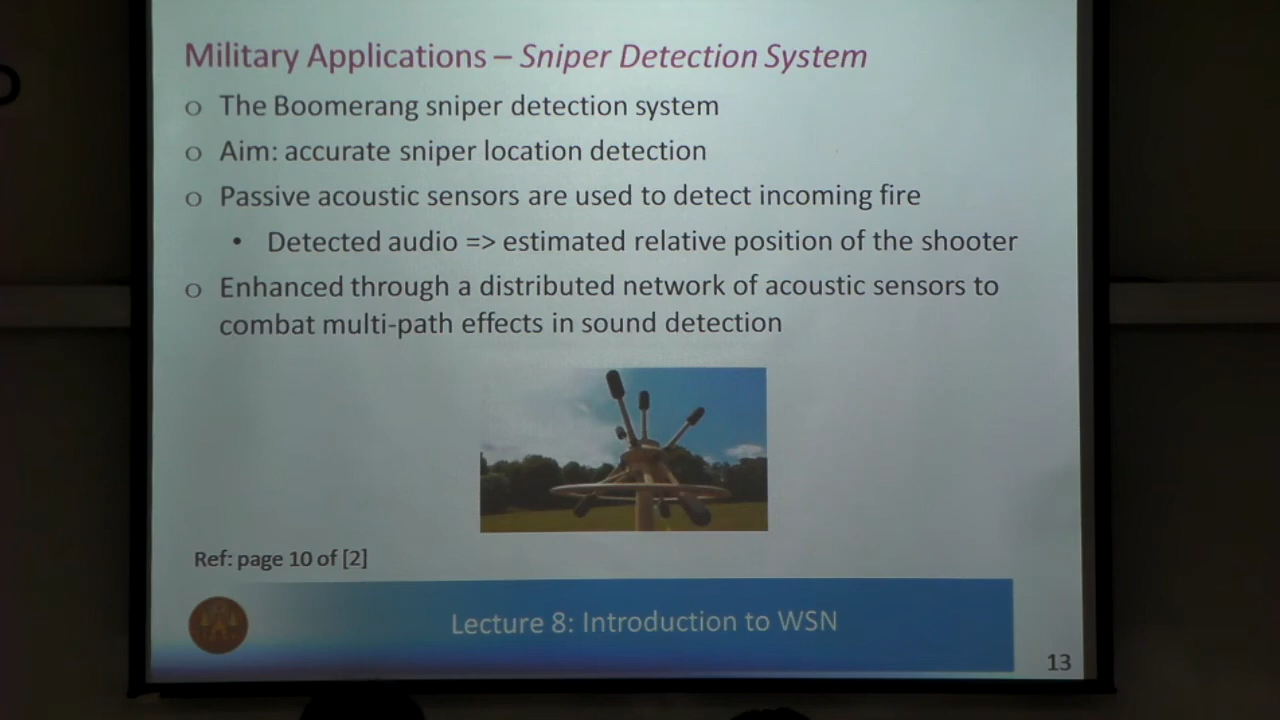 Military Applications – Sniper Detection System
o The Boomerang sniper detection system
o Aim: accurate sniper location detection
o Passive acoustic sensors are used to detect incoming fire
• Detected audio => estimated relative position of the shooter
o Enhanced through a distributed network of acoustic sensors to
combat multi-path effects in sound detection
Ref: page 10 of [2]
Lecture 8: Introduction to WSN
13